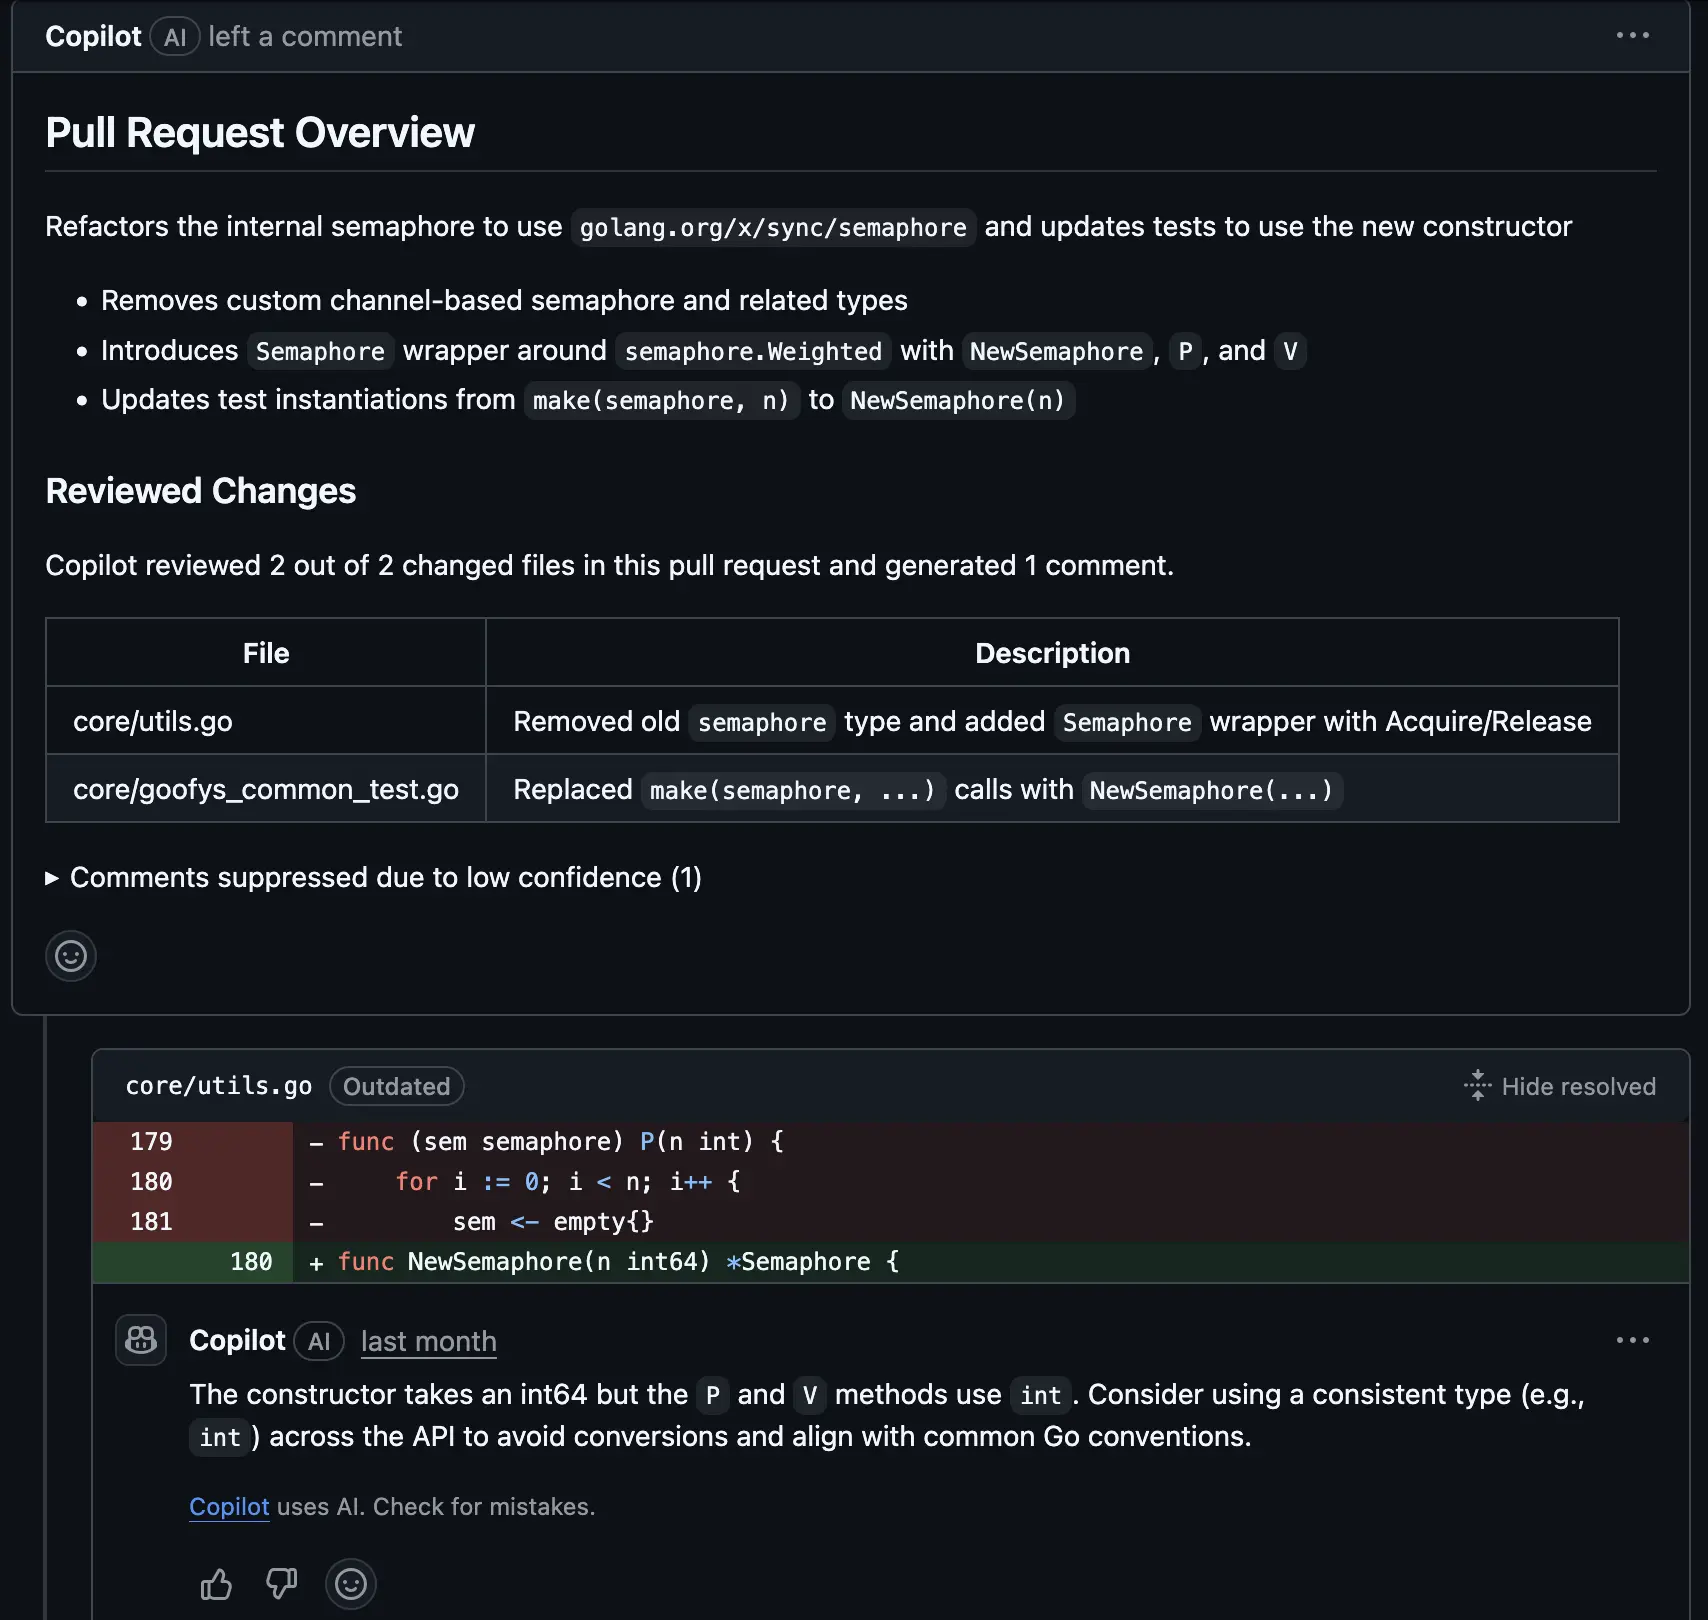 Copilot AI left a comment
Pull Request Overview
Refactors the internal semaphore to use golang.org/x/sync/semaphore and updates tests to use the new constructor
• Removes custom channel-based semaphore and related types
• Introduces Semaphore wrapper around semaphore.Weighted with NewSemaphore, P, and V
• Updates test instantiations from make(semaphore, n) to NewSemaphore(n)
Reviewed Changes
Copilot reviewed 2 out of 2 changed files in this pull request and generated 1 comment.
File Description
core/utils.go Removed old semaphore type and added Semaphore wrapper with Acquire/Release
core/goofys_common_test.go Replaced make(semaphore, ...) calls with NewSemaphore(...)
▶ Comments suppressed due to low confidence (1)
core/utils.go Outdated Hide resolved
179 - func (sem semaphore) P(n int) {
180 - for i := 0; i < n; i++ {
181 - sem <- empty{}
180 + func NewSemaphore(n int64) *Semaphore {
Copilot AI last month
The constructor takes an int64 but the P and V methods use int. Consider using a consistent type (e.g.,
int) across the API to avoid conversions and align with common Go conventions.
Copilot uses AI. Check for mistakes.